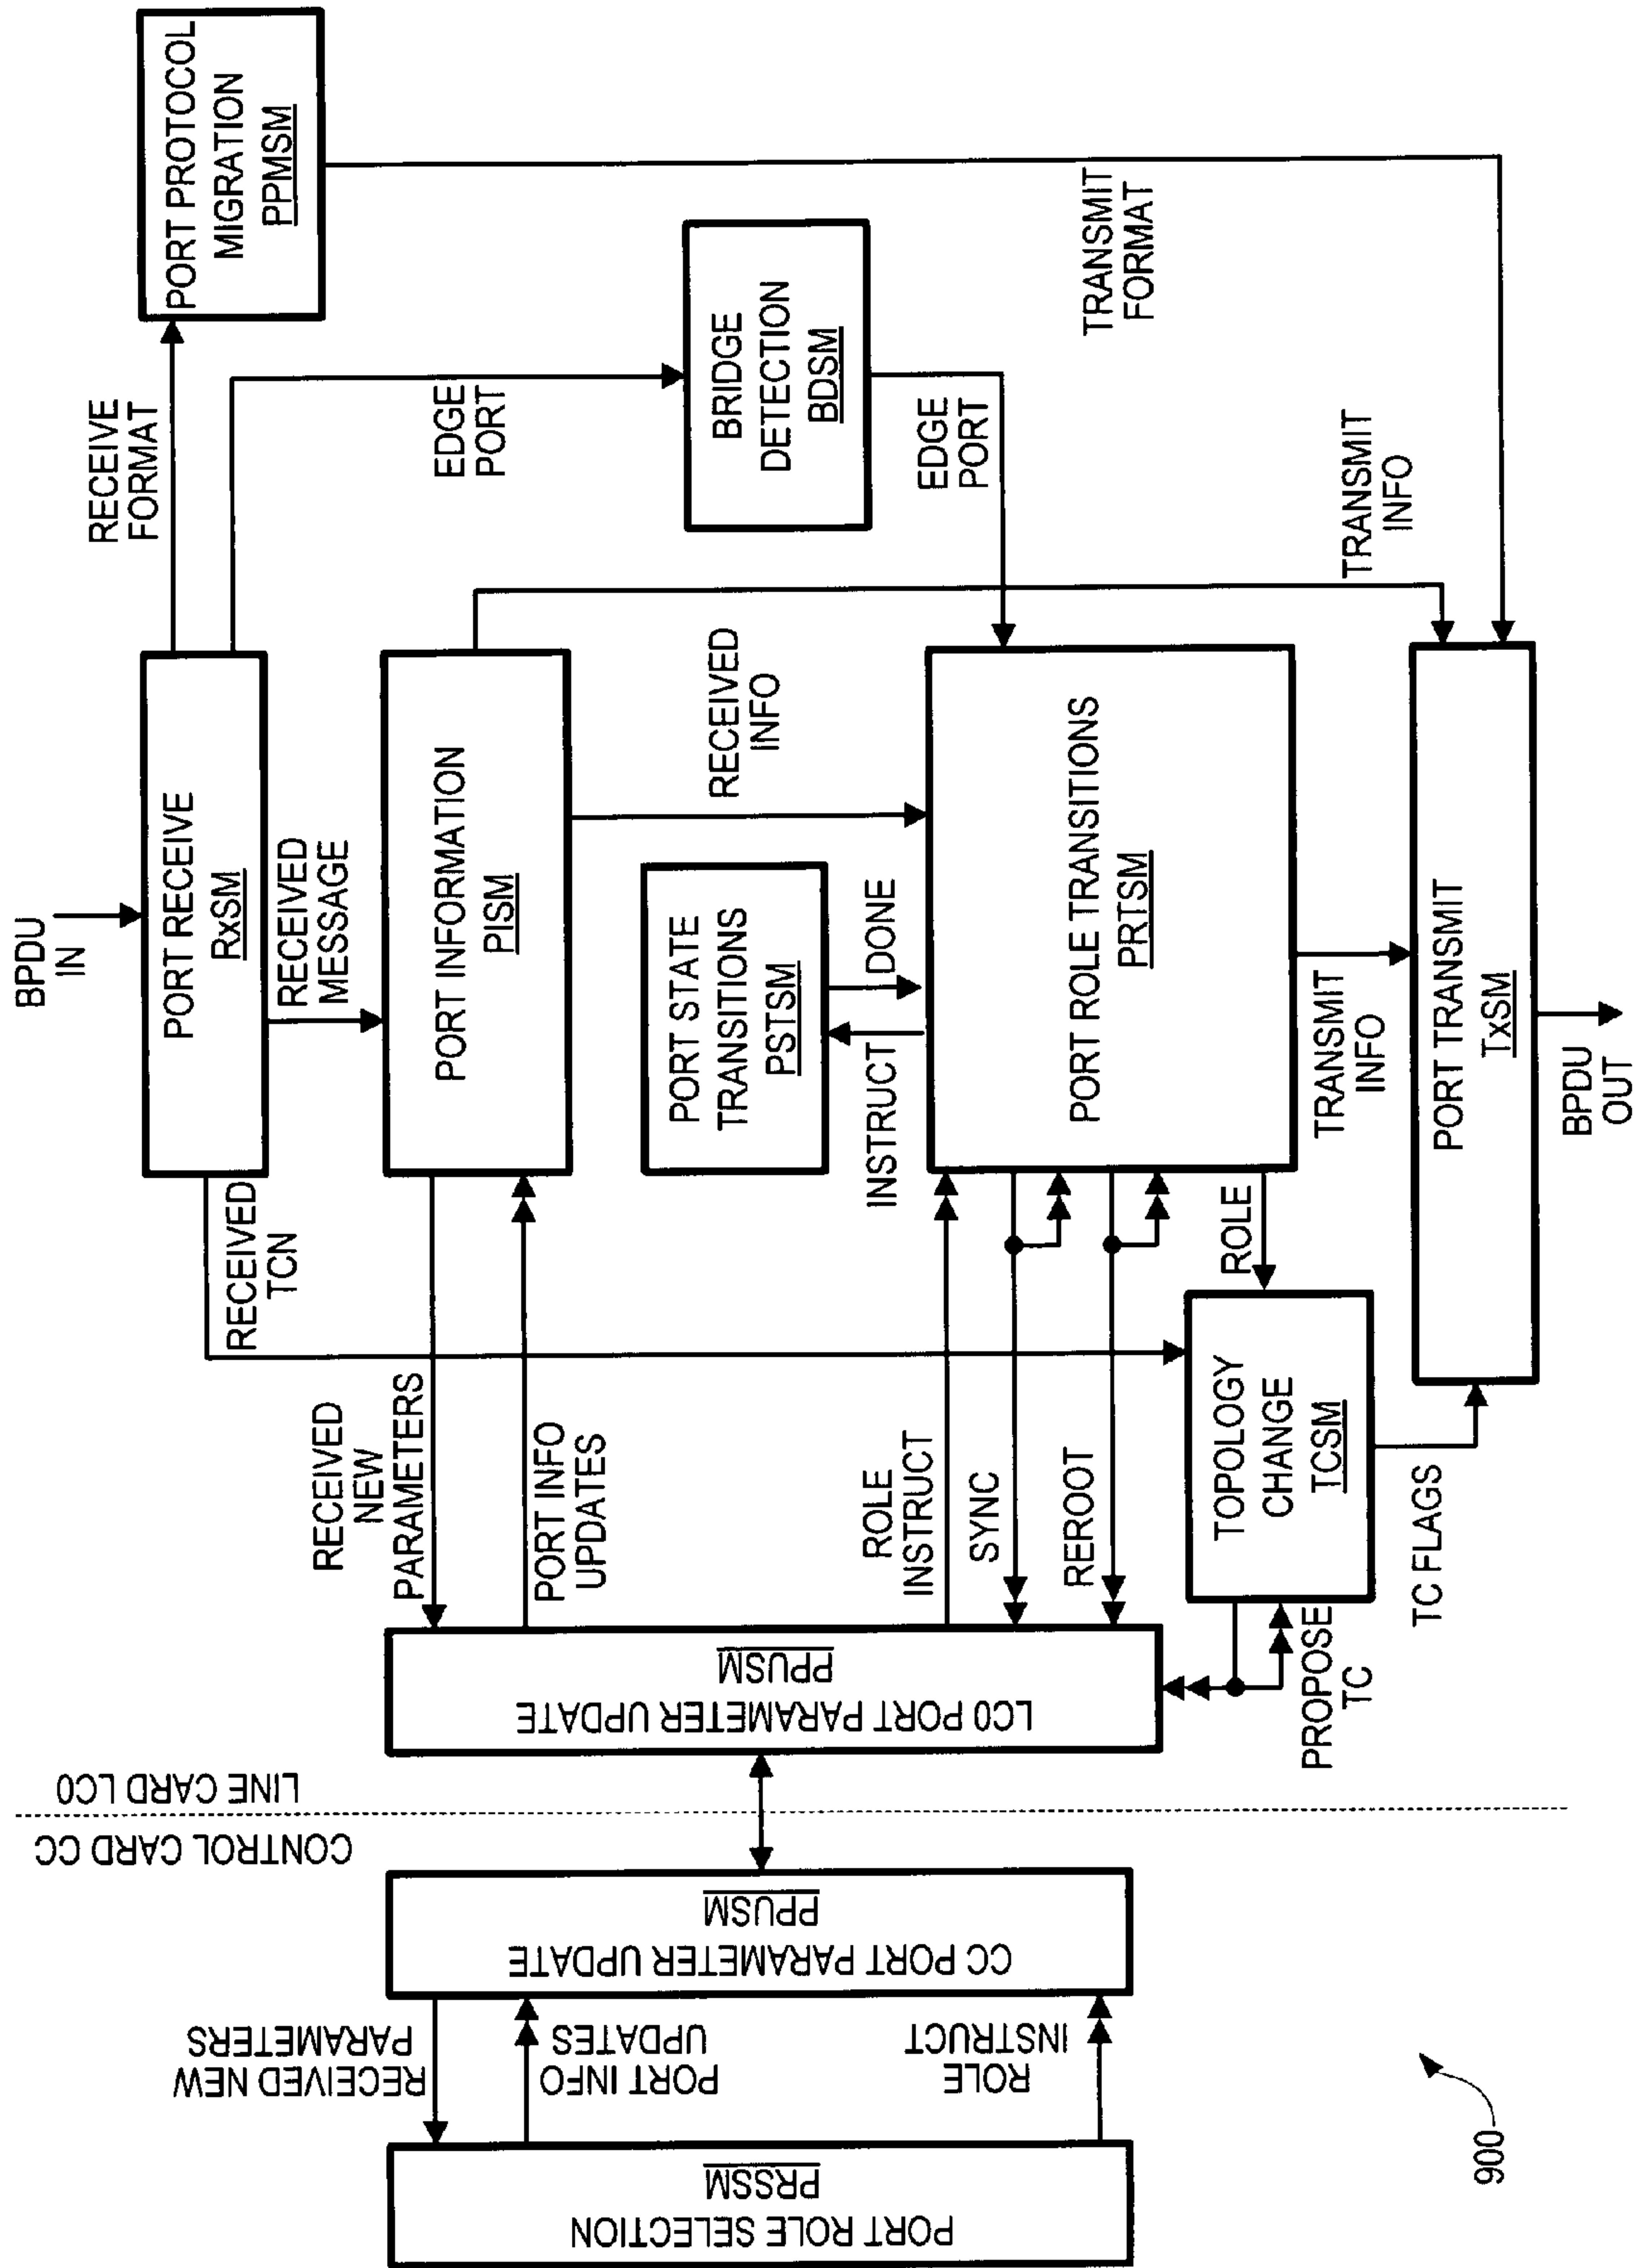 BPDU
IN
PORT RECEIVE
RxSM
RECEIVE
FORMAT
PORT PROTOCOL
MIGRATION
PPMSM
RECEIVED
TCN
RECEIVED
MESSAGE
EDGE
PORT
BRIDGE
DETECTION
BDSM
EDGE
PORT
TRANSMIT
FORMAT
PORT INFORMATION
PISM
RECEIVED
INFO
TRANSMIT
INFO
PORT STATE
TRANSITIONS
PSTSM
INSTRUCT
DONE
PORT ROLE TRANSITIONS
PRTSM
TRANSMIT
INFO
PORT TRANSMIT
TxSM
BPDU
OUT
ROLE
TOPOLOGY
CHANGE
TCSM
TC FLAGS
PROPOSE
TC
RECEIVED
NEW
PARAMETERS
PORT INFO
UPDATES
ROLE
INSTRUCT
SYNC
REROOT
LC0 PORT PARAMETER UPDATE
PPUSM
LINE CARD LC0
CONTROL CARD CC
CC PORT PARAMETER UPDATE
PPUSM
RECEIVED NEW
PARAMETERS
PORT INFO
UPDATES
ROLE
INSTRUCT
PORT ROLE SELECTION
PRSSM
900